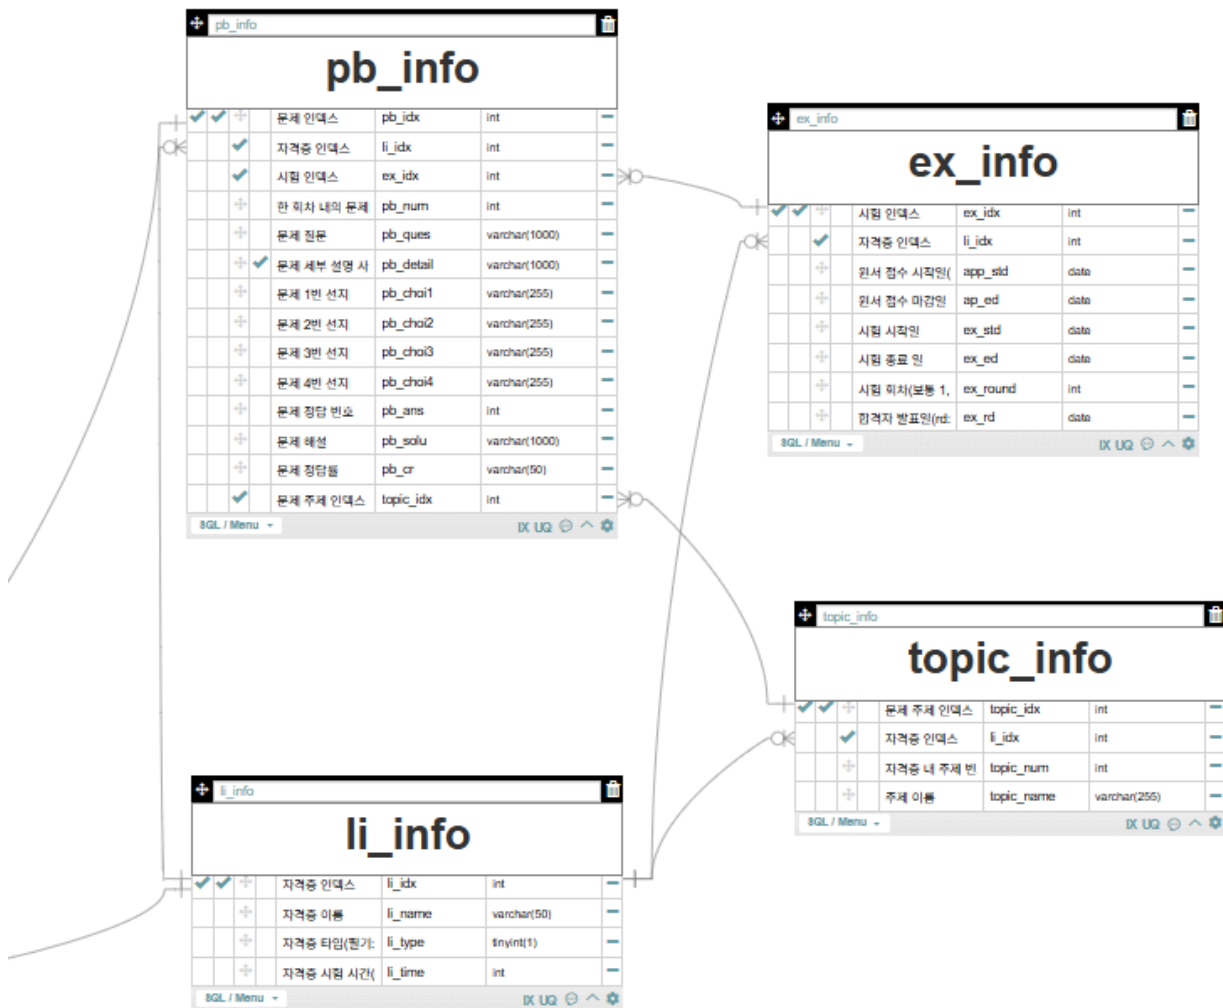 pb_info
pb_info
문제 인덱스 pb_idx int
자격증 인덱스 li_idx int
시험 인덱스 ex_idx int
한 회차 내의 문제 pb_num int
문제 질문 pb_ques varchar(1000)
문제 세부 설명 사 pb_detail varchar(1000)
문제 1번 선지 pb_choi1 varchar(255)
문제 2번 선지 pb_choi2 varchar(255)
문제 3번 선지 pb_choi3 varchar(255)
문제 4번 선지 pb_choi4 varchar(255)
문제 정답 번호 pb_ans int
문제 해설 pb_solu varchar(1000)
문제 정답률 pb_cr varchar(50)
문제 주제 인덱스 topic_idx int
SQL / Menu IX UQ
ex_info
ex_info
시험 인덱스 ex_idx int
자격증 인덱스 li_idx int
원서 접수 시작일( app_std date
원서 접수 마감일 ap_ed date
시험 시작일 ex_std date
시험 종료 일 ex_ed date
시험 회차(보통 1, ex_round int
합격자 발표일(rd: ex_rd date
SQL / Menu IX UQ
topic_info
topic_info
문제 주제 인덱스 topic_idx int
자격증 인덱스 li_idx int
자격증 내 주제 번 topic_num int
주제 이름 topic_name varchar(255)
SQL / Menu IX UQ
li_info
li_info
자격증 인덱스 li_idx int
자격증 이름 li_name varchar(50)
자격증 타입(필기: li_type tinyint(1)
자격증 시험 시간( li_time int
SQL / Menu IX UQ